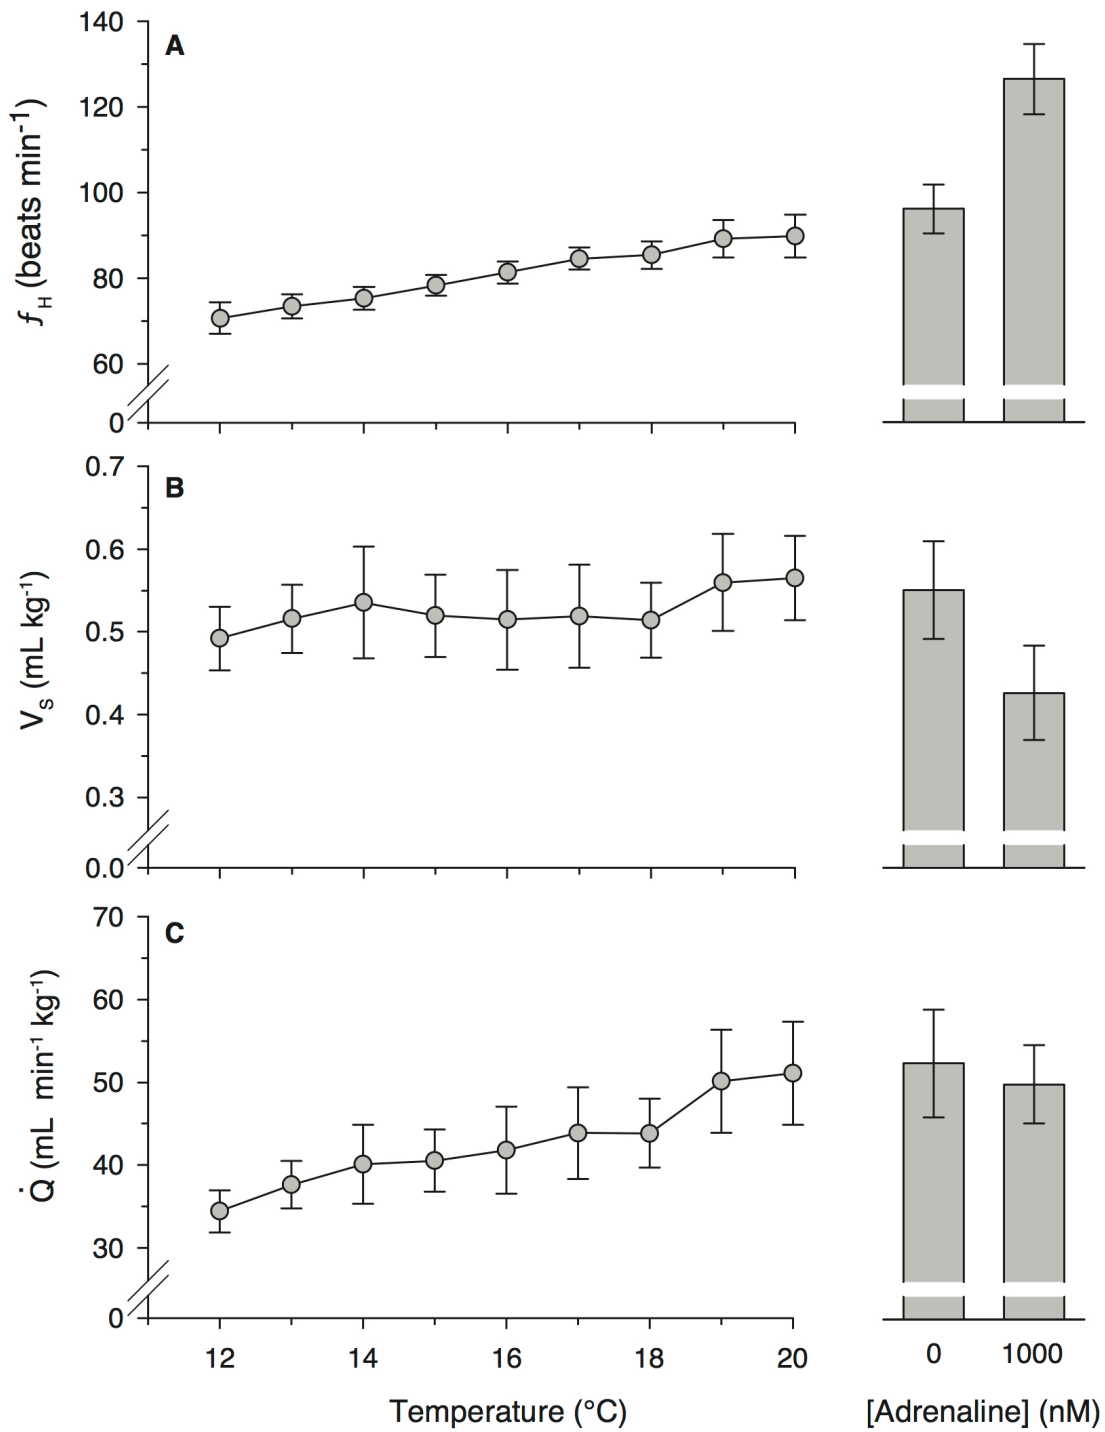 A
140
120
100
80
60
0
fH (beats min-1)
B
0.7
0.6
0.5
0.4
0.3
0.0
VS (mL kg-1)
C
70
60
50
40
30
0
Q̇ (mL min-1 kg-1)
12 14 16 18 20
0 1000
Temperature (°C)
[Adrenaline] (nM)